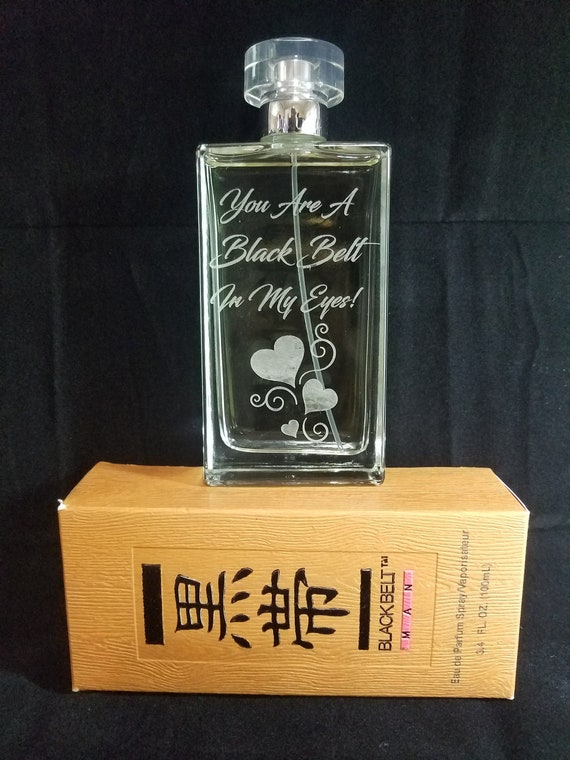 You Are A
Black Belt
In My Eyes!
黒帯
BLACK BELT™
MAN
Eau de Parfum Spray/Vaporisateur
3.4 FL. OZ. (100mL)